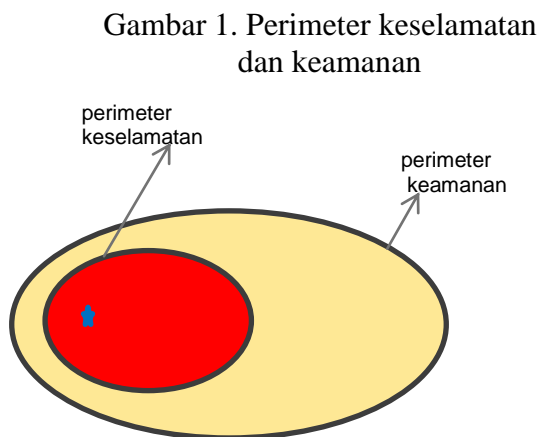 Gambar 1. Perimeter keselamatan
dan keamanan
perimeter
keselamatan
perimeter
keamanan